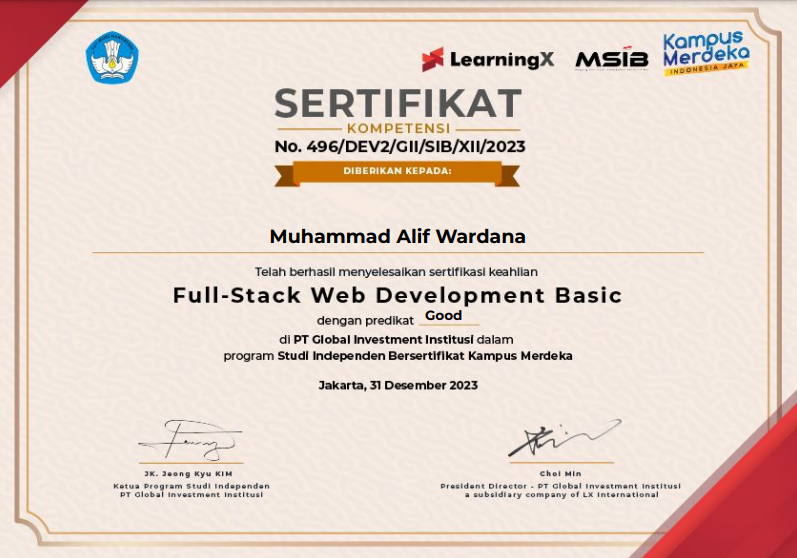 LearningX
MSIB
Kampus
Merdeka
INDONESIA JAYA
SERTIFIKAT
KOMPETENSI
No. 496/DEV2/GII/SIB/XII/2023
DIBERIKAN KEPADA:
Muhammad Alif Wardana
Telah berhasil menyelesaikan sertifikasi keahlian
Full-Stack Web Development Basic
dengan predikat Good
di PT Global Investment Institusi dalam
program Studi Independen Bersertifikat Kampus Merdeka
Jakarta, 31 Desember 2023
JK. Jeong Kyu KIM
Ketua Program Studi Independen
PT Global Investment Institusi
Choi Min
President Director - PT Global Investment Institusi
a subsidiary company of LX International